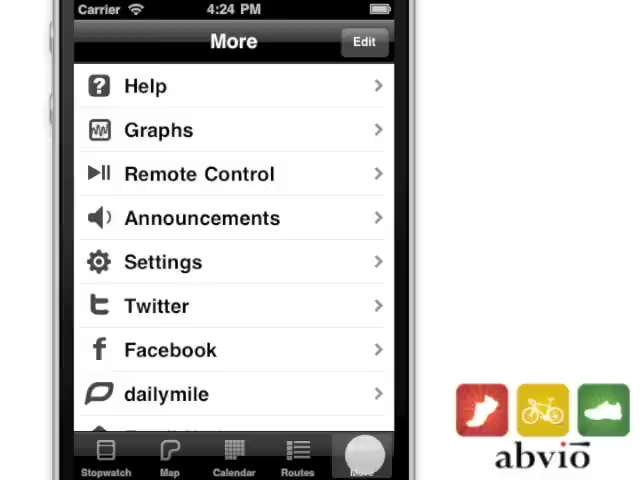 Carrier 4:24 PM
More Edit
Help
Graphs
Remote Control
Announcements
Settings
Twitter
Facebook
dailymile
Stopwatch Map Calendar Routes More
abvio